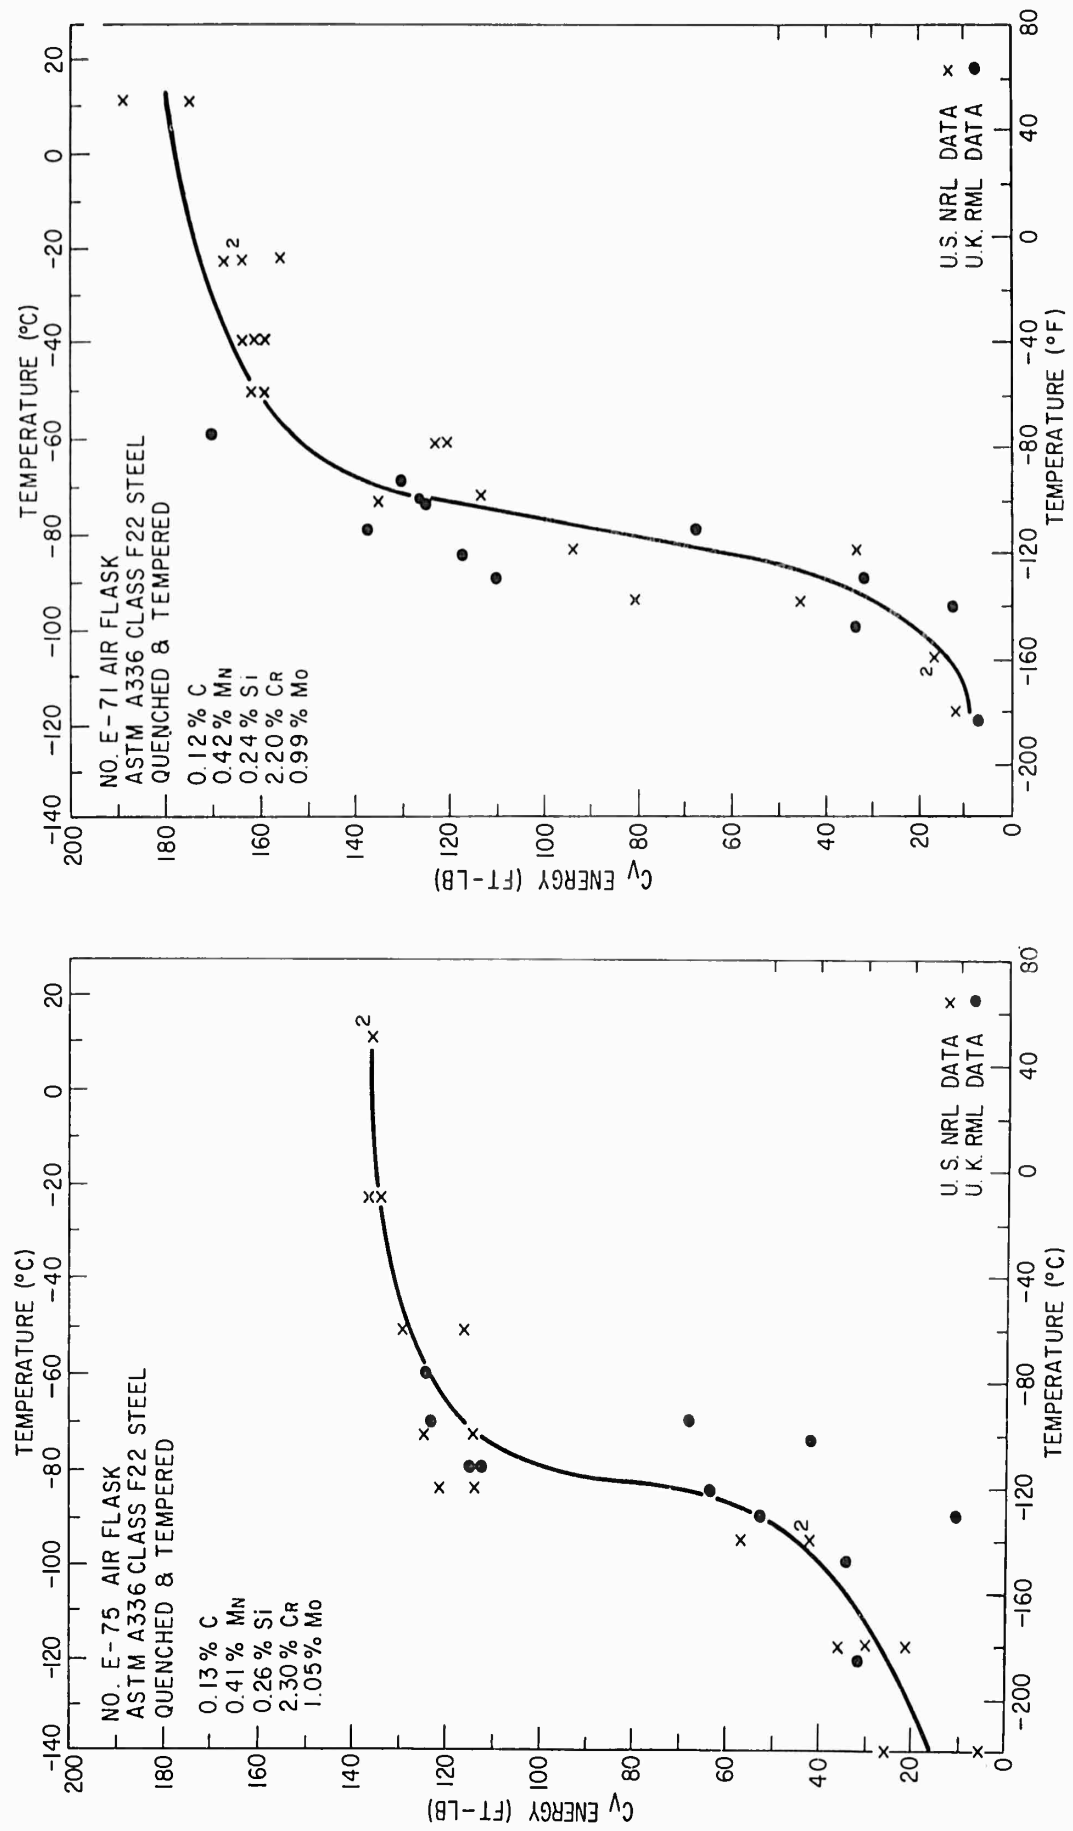 TEMPERATURE (°C)
-140 -120 -100 -80 -60 -40 -20 0 20
NO. E-75 AIR FLASK
ASTM A336 CLASS F22 STEEL
QUENCHED & TEMPERED
0.13 % C
0.41 % MN
0.26 % Si
2.30 % CR
1.05 % Mo
CV ENERGY (FT-LB)
200
180
160
140
120
100
80
60
40
20
0
2
2
U.S. NRL DATA x
U.K. RML DATA ●
-200 -160 -120 -80 -40 0 40 80
TEMPERATURE (°C)
TEMPERATURE (°C)
-140 -120 -100 -80 -60 -40 -20 0 20
NO. E-71 AIR FLASK
ASTM A336 CLASS F22 STEEL
QUENCHED & TEMPERED
0.12 % C
0.42 % MN
0.24 % Si
2.20 % CR
0.99 % Mo
CV ENERGY (FT-LB)
200
180
160
140
120
100
80
60
40
20
0
2
2
U.S. NRL DATA x
U.K. RML DATA ●
-200 -160 -120 -80 -40 0 40 80
TEMPERATURE (°F)